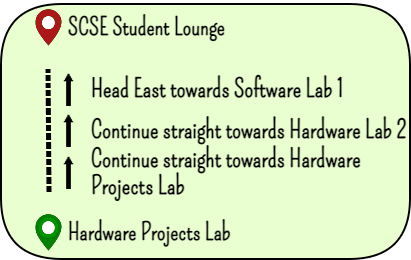 SCSE Student Lounge
Head East towards Software Lab 1
Continue straight towards Hardware Lab 2
Continue straight towards Hardware
Projects Lab
Hardware Projects Lab